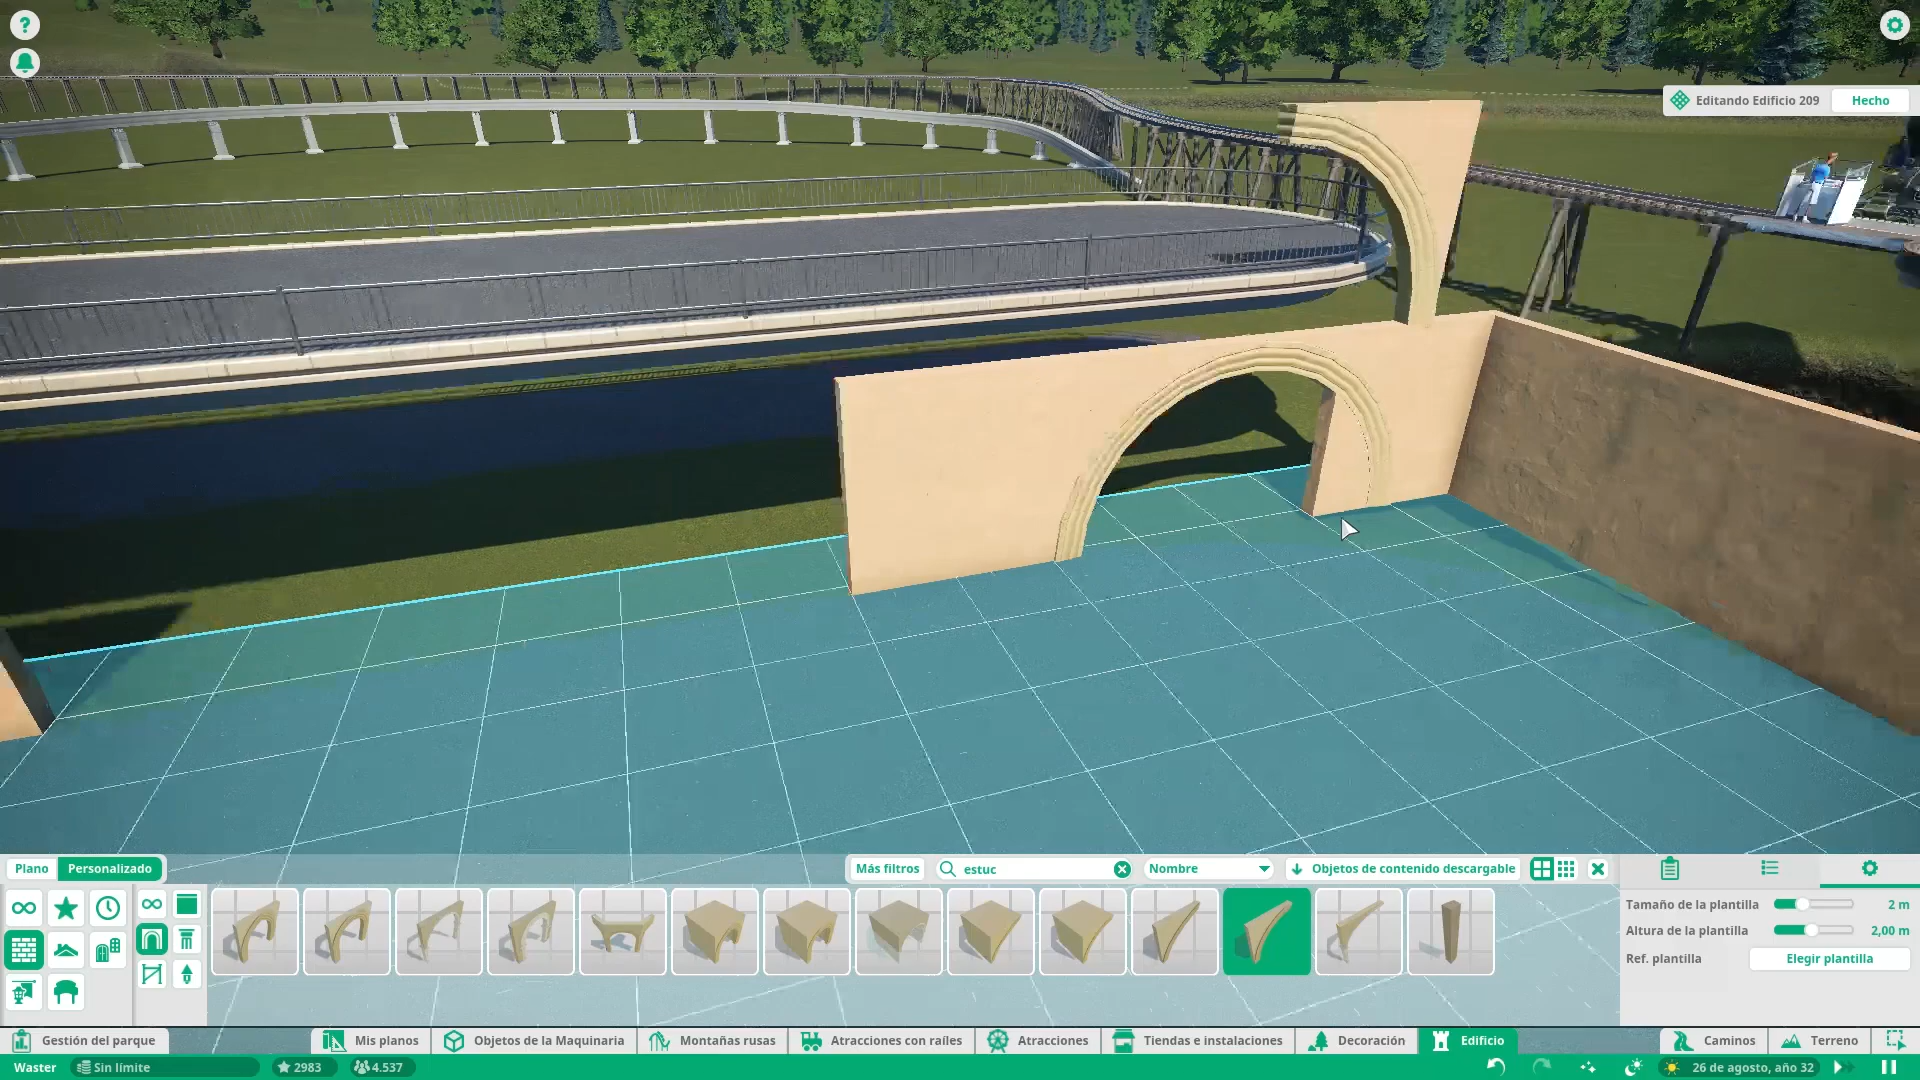 ?
Editando Edificio 209 Hecho
Plano Personalizado Más filtros estuc Nombre Objetos de contenido descargable
Tamaño de la plantilla 2 m
Altura de la plantilla 2,00 m
Ref. plantilla Elegir plantilla
Gestión del parque Mis planos Objetos de la Maquinaria Montañas rusas Atracciones con raíles Atracciones Tiendas e instalaciones Decoración Edificio Caminos Terreno
Waster Sin límite 2983 4.537 26 de agosto, año 32